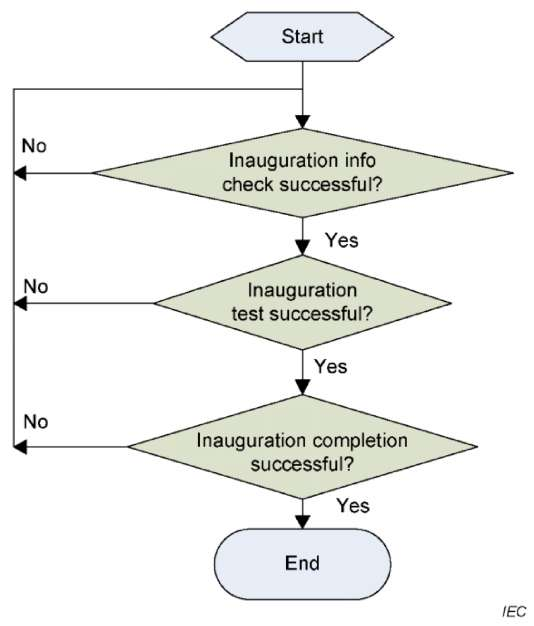 Start
No
Inauguration info
check successful?
Yes
No
Inauguration
test successful?
Yes
No
Inauguration completion
successful?
Yes
End
IEC